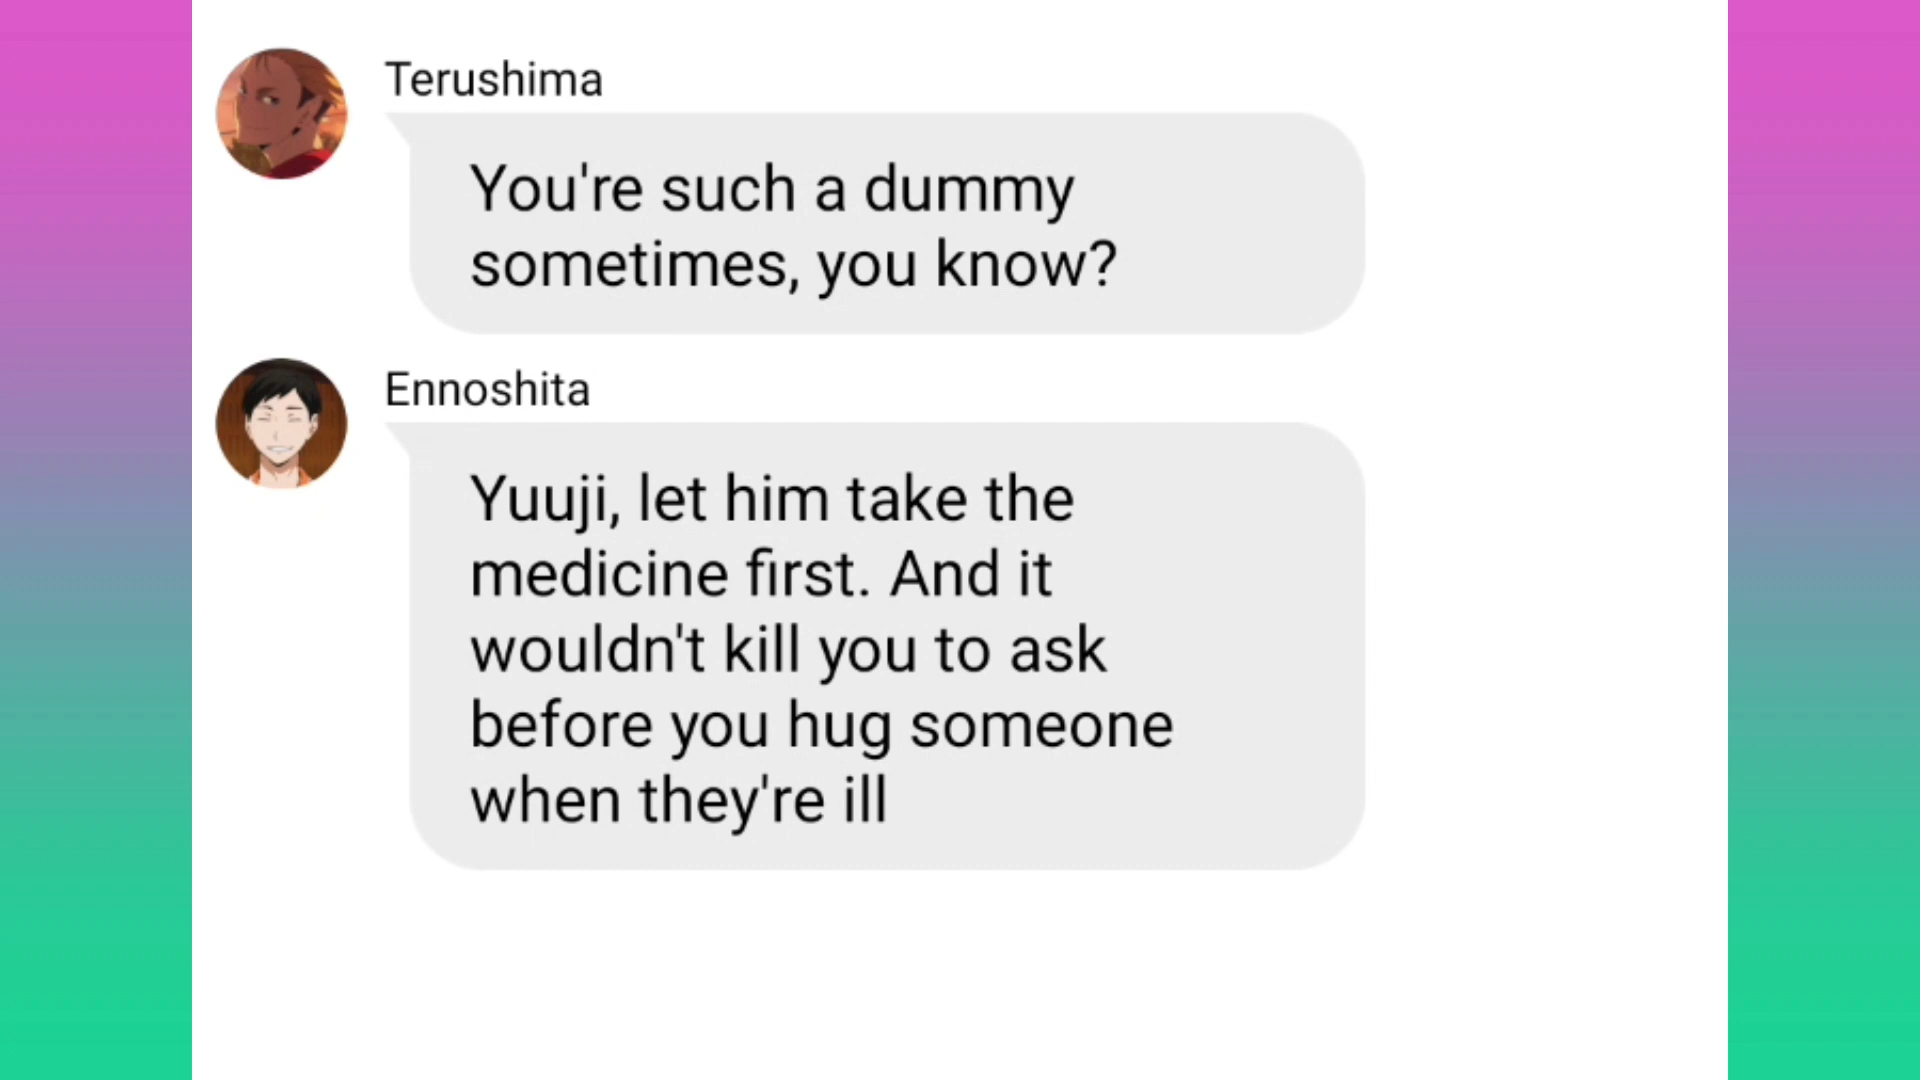 Terushima
You're such a dummy
sometimes, you know?
Ennoshita
Yuuji, let him take the
medicine first. And it
wouldn't kill you to ask
before you hug someone
when they're ill